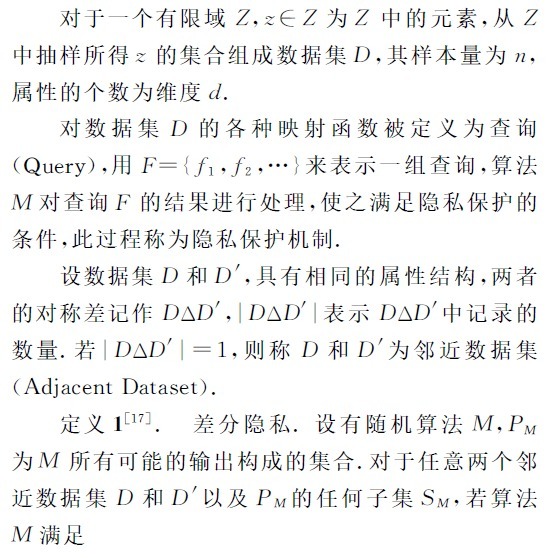 对于一个有限域 Z,z∈Z 为 Z 中的元素,从 Z
中抽样所得 z 的集合组成数据集 D,其样本量为 n,
属性的个数为维度 d.
对数据集 D 的各种映射函数被定义为查询
(Query),用 F={f₁,f₂,⋯}来表示一组查询,算法
M 对查询 F 的结果进行处理,使之满足隐私保护的
条件,此过程称为隐私保护机制.
设数据集 D 和 D′,具有相同的属性结构,两者
的对称差记作 DΔD′,|DΔD′|表示 DΔD′中记录的
数量.若|DΔD′|=1,则称 D 和 D′为邻近数据集
(Adjacent Dataset).
定义 1[17]. 差分隐私. 设有随机算法 M,P_M
为 M 所有可能的输出构成的集合.对于任意两个邻
近数据集 D 和 D′以及 P_M 的任何子集 S_M,若算法
M 满足